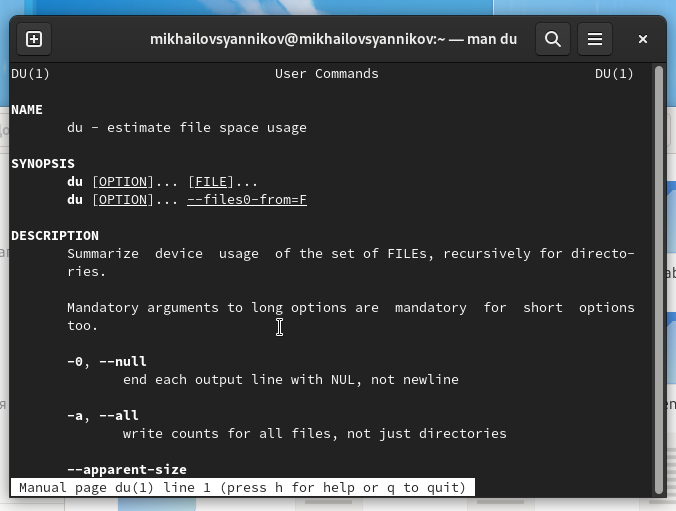 mikhailovsyannikov@mikhailovsyannikov:~ — man du
DU(1) User Commands DU(1)
NAME
du - estimate file space usage
SYNOPSIS
du [OPTION]... [FILE]...
du [OPTION]... --files0-from=F
DESCRIPTION
Summarize device usage of the set of FILEs, recursively for directo-
ries.
Mandatory arguments to long options are mandatory for short options
too.
-0, --null
end each output line with NUL, not newline
-a, --all
write counts for all files, not just directories
--apparent-size
Manual page du(1) line 1 (press h for help or q to quit)